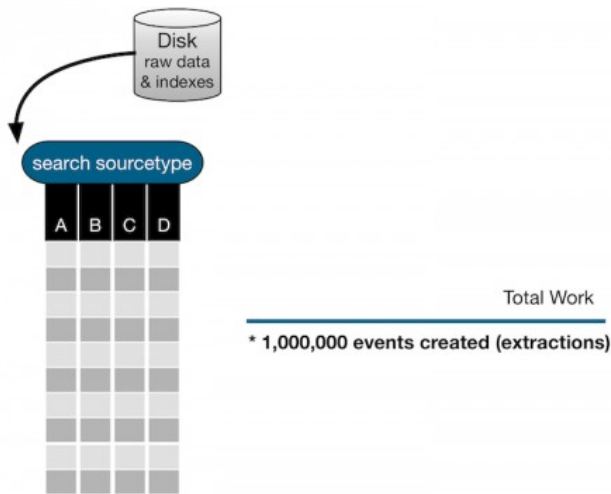 Disk
raw data
& indexes
search sourcetype
A B C D
Total Work
* 1,000,000 events created (extractions)